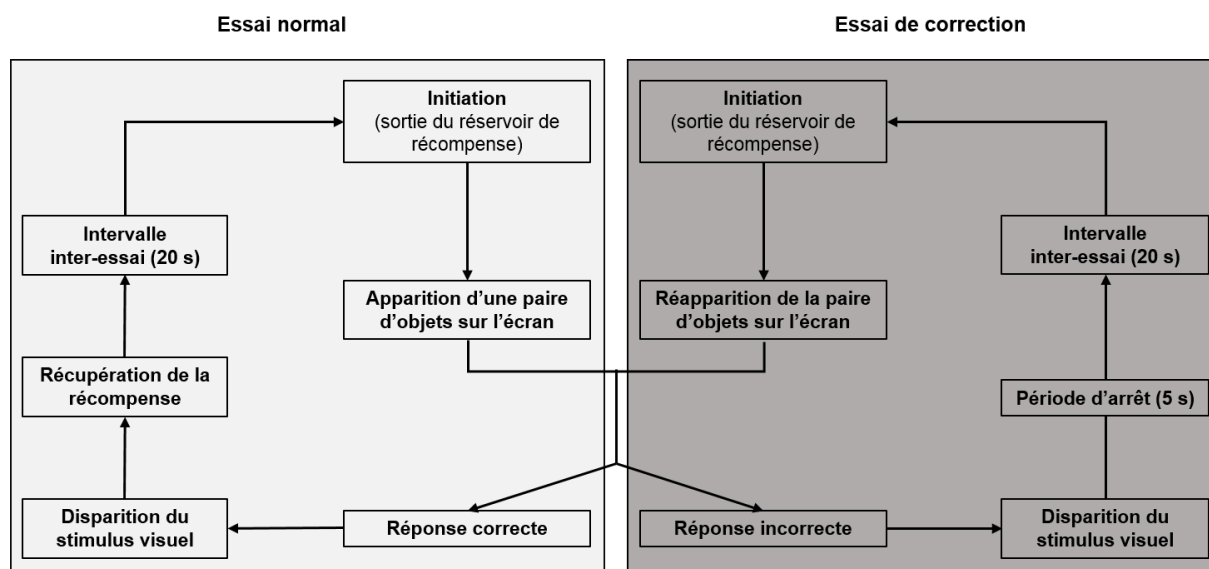 Essai normal
Essai de correction
Initiation
(sortie du réservoir de
récompense)
Apparition d’une paire
d’objets sur l’écran
Intervalle
inter-essai (20 s)
Récupération de la
récompense
Disparition du
stimulus visuel
Réponse correcte
Initiation
(sortie du réservoir de
récompense)
Réapparition de la paire
d’objets sur l’écran
Intervalle
inter-essai (20 s)
Période d’arrêt (5 s)
Réponse incorrecte
Disparition du
stimulus visuel